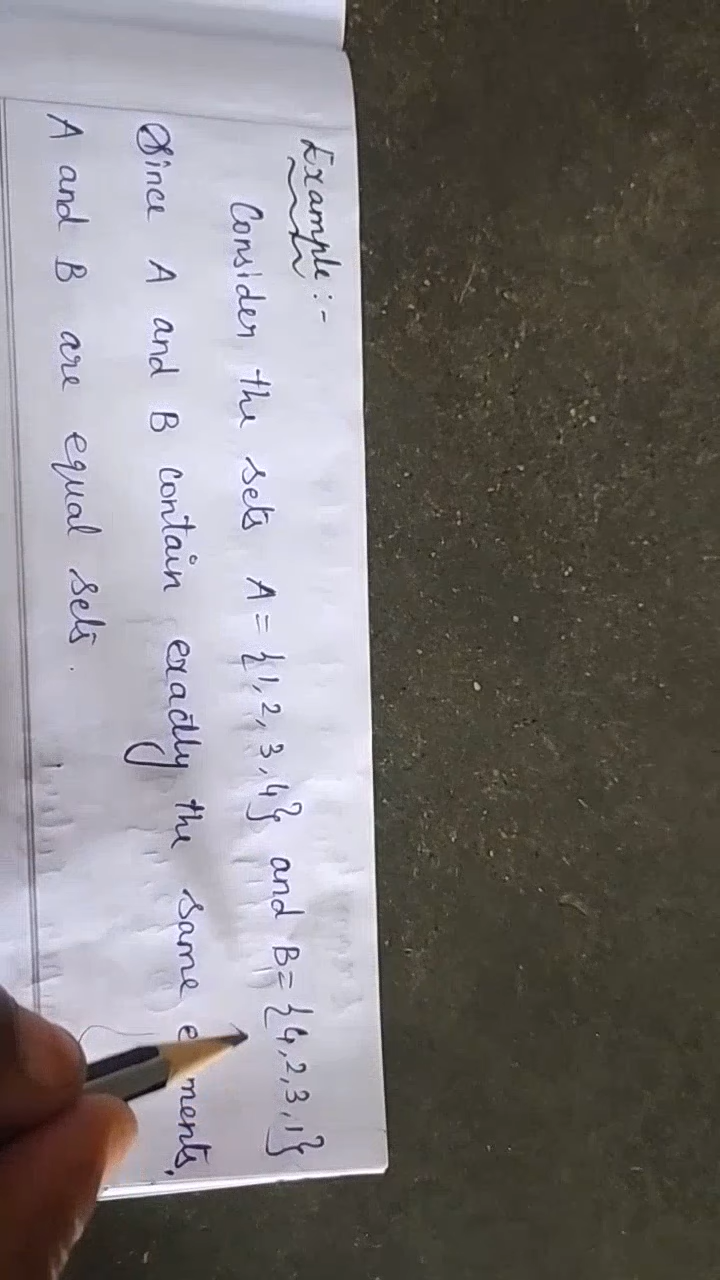 Example :-
Consider the sets A = {1, 2, 3, 4} and B = {4, 2, 3, 1}
Since A and B contain exactly the same
A and B are equal sets.